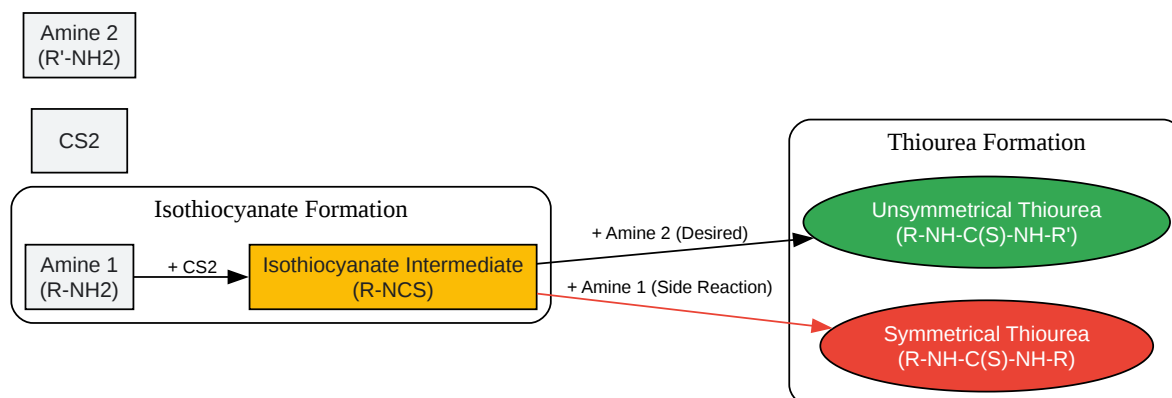 Amine 2
(R'-NH2)
CS2
Isothiocyanate Formation
Amine 1
(R-NH2)
+ CS2
Isothiocyanate Intermediate
(R-NCS)
+ Amine 2 (Desired)
+ Amine 1 (Side Reaction)
Thiourea Formation
Unsymmetrical Thiourea
(R-NH-C(S)-NH-R')
Symmetrical Thiourea
(R-NH-C(S)-NH-R)